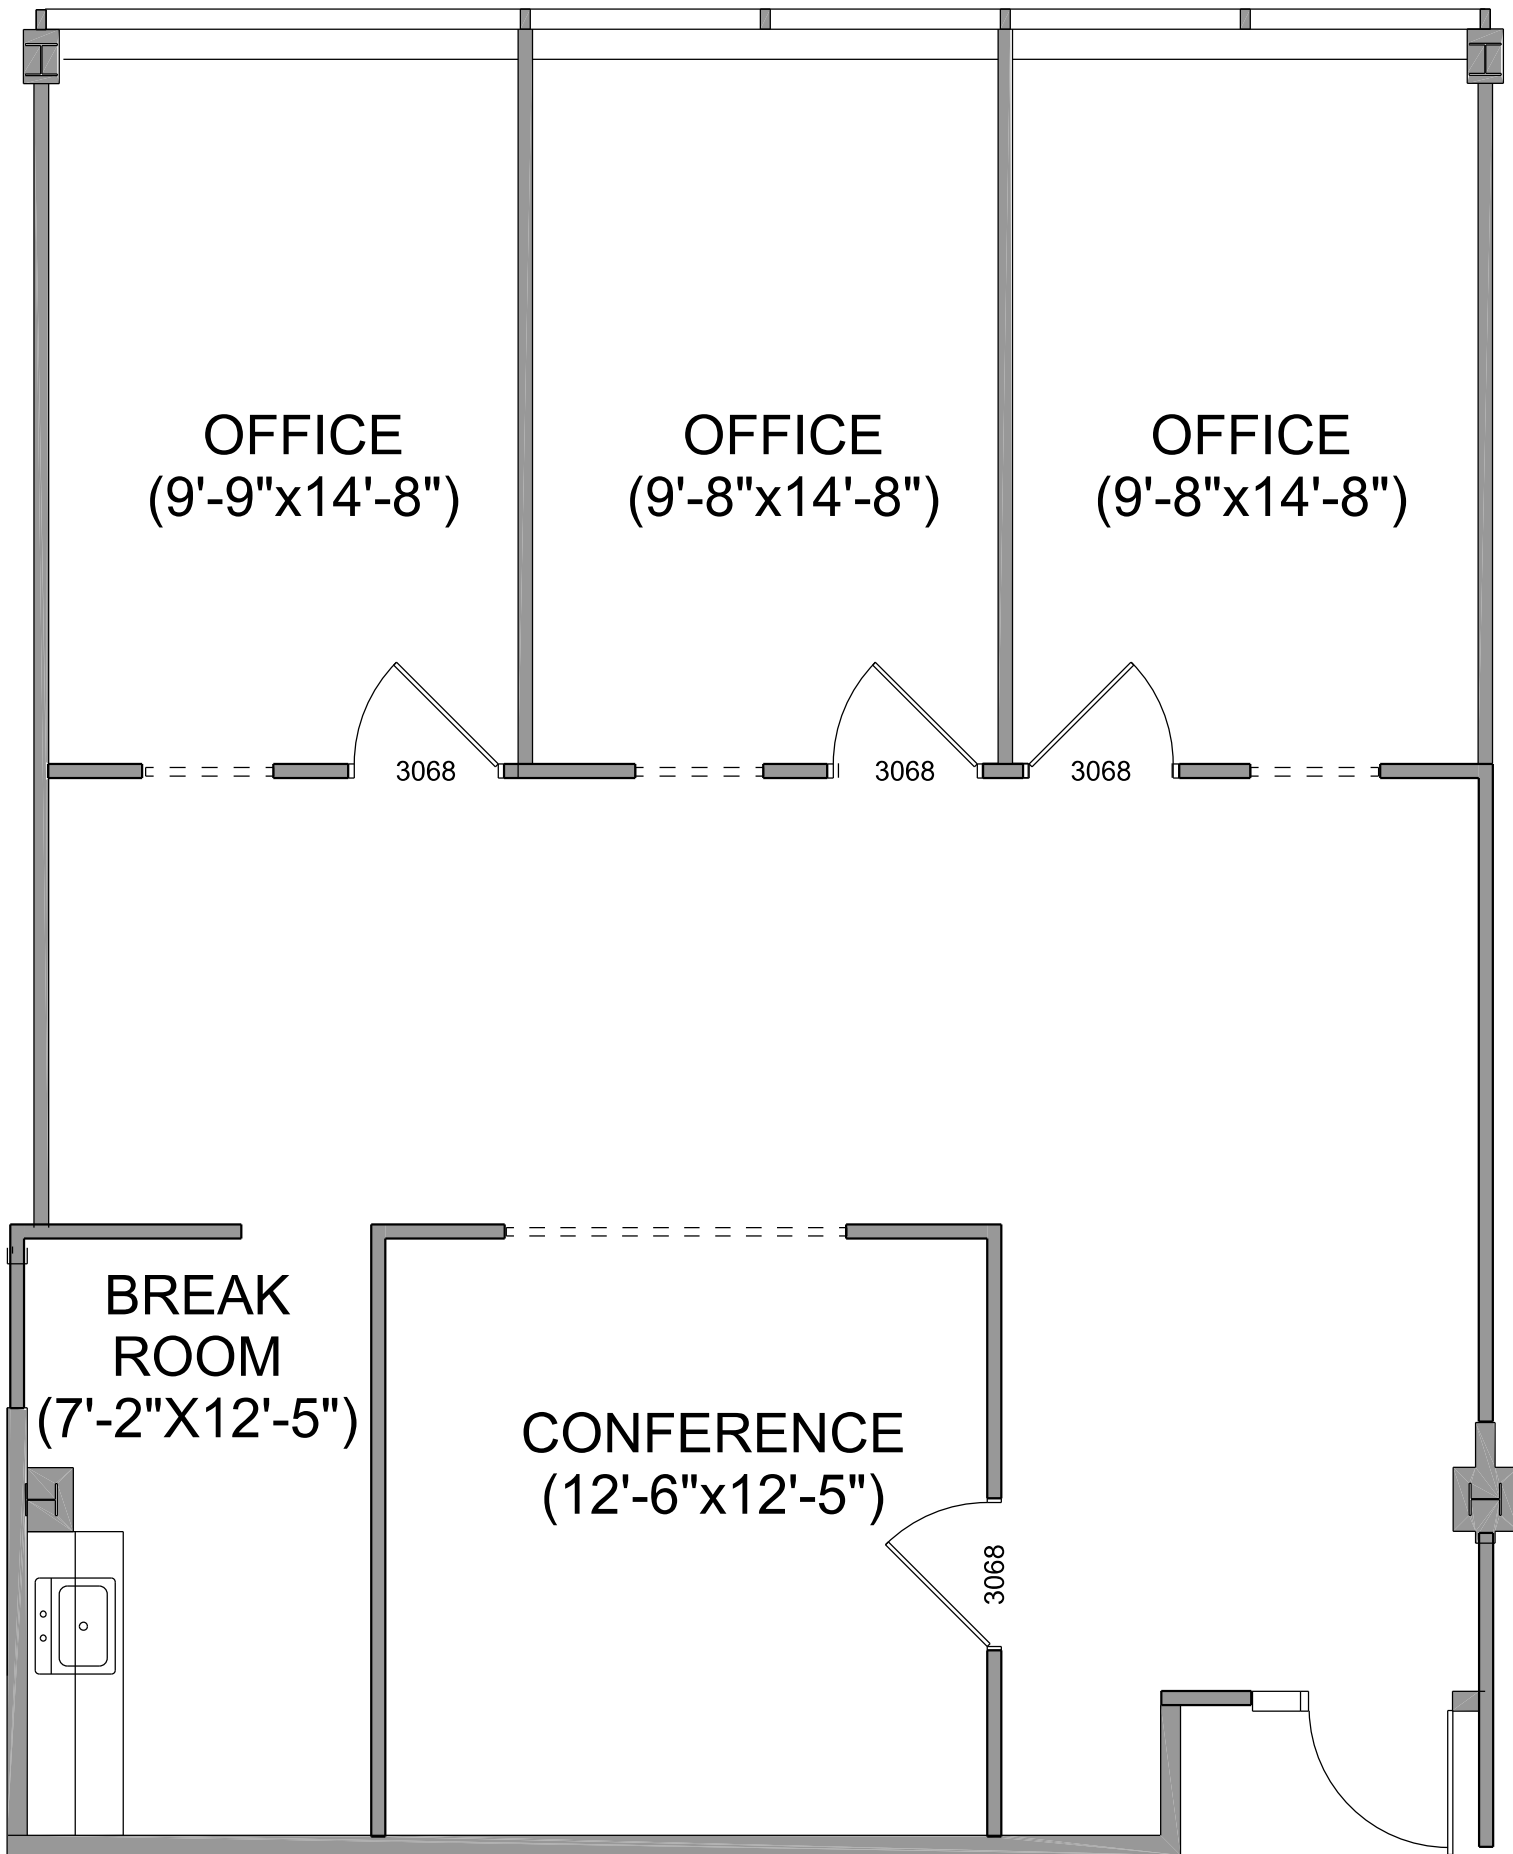 OFFICE
(9'-9"x14'-8")
OFFICE
(9'-8"x14'-8")
OFFICE
(9'-8"x14'-8")
3068
3068
3068
BREAK
ROOM
(7'-2"X12'-5")
CONFERENCE
(12'-6"x12'-5")
3068